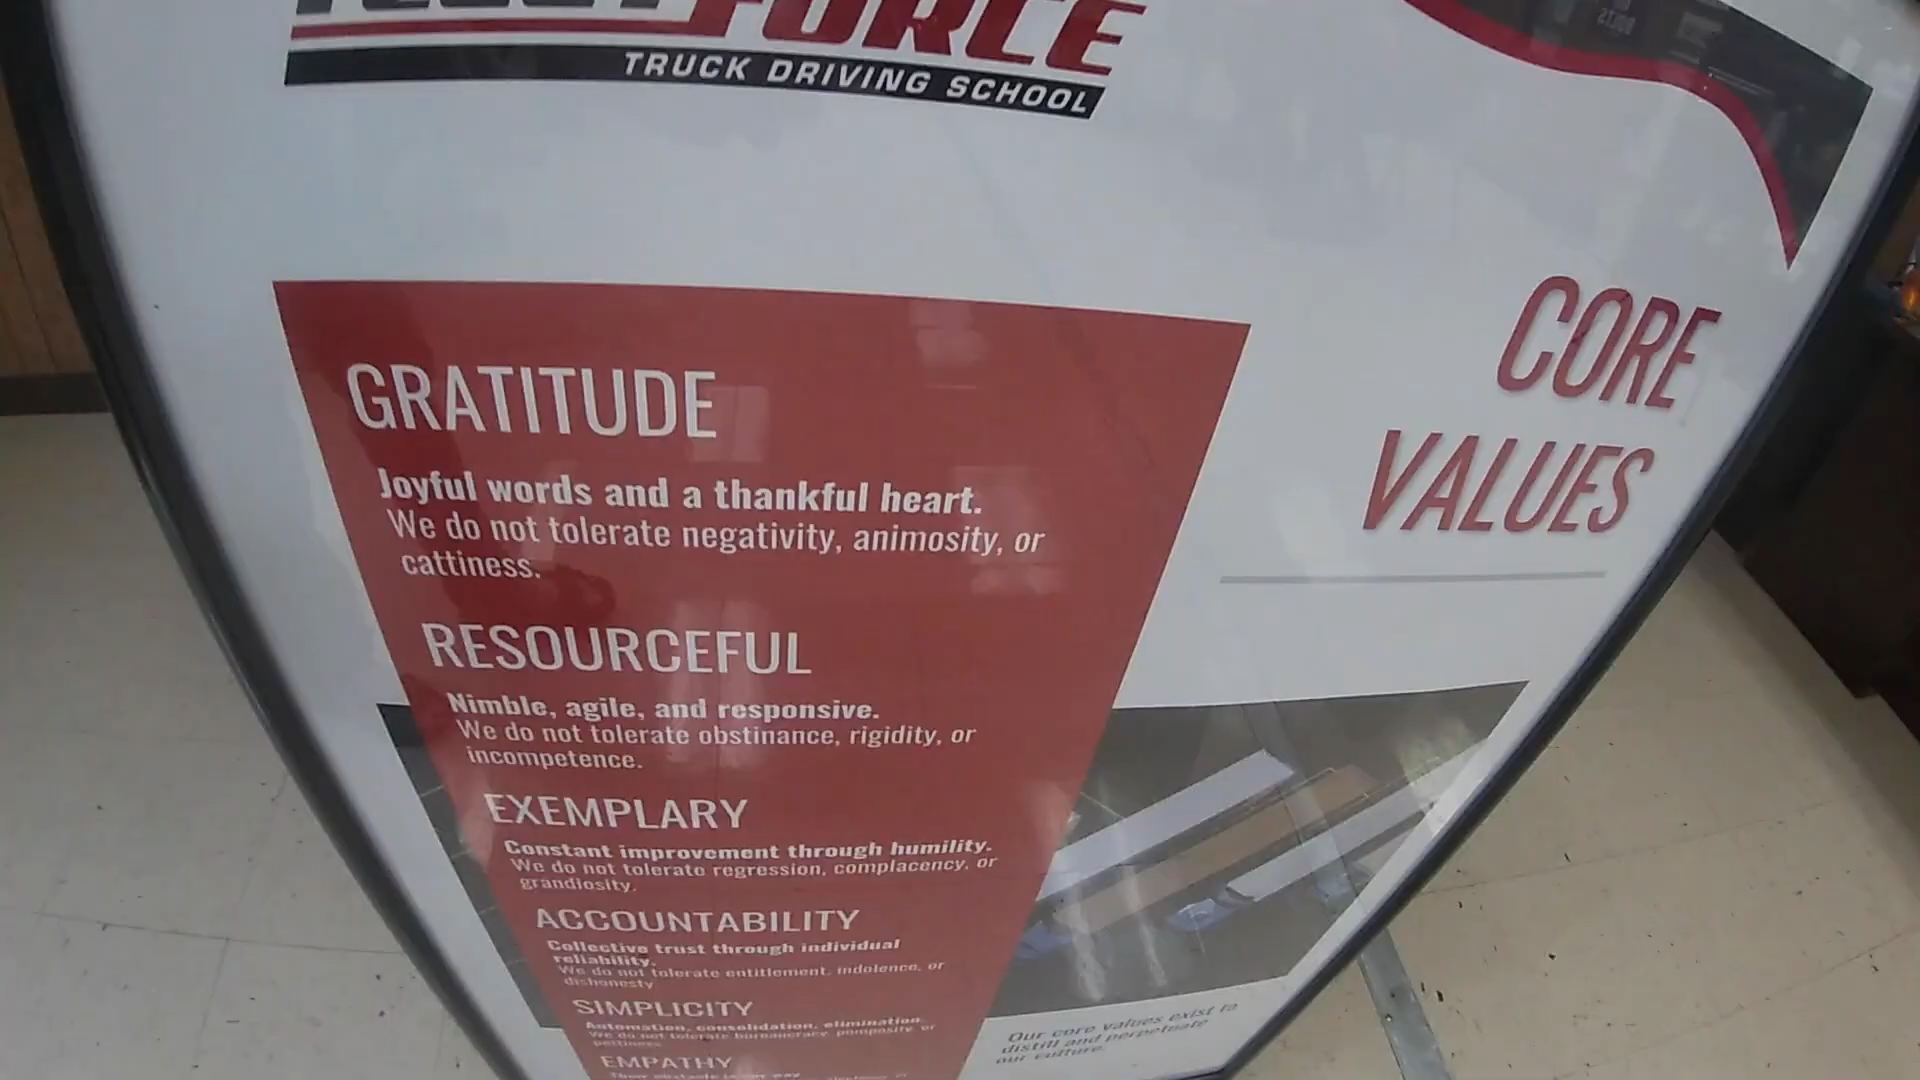 FORCE
TRUCK DRIVING SCHOOL
CORE
VALUES
GRATITUDE
Joyful words and a thankful heart.
We do not tolerate negativity, animosity, or
cattiness.
RESOURCEFUL
Nimble, agile, and responsive.
We do not tolerate obstinance, rigidity, or
incompetence.
EXEMPLARY
Constant improvement through humility.
We do not tolerate regression, complacency, or
grandiosity.
ACCOUNTABILITY
Collective trust through individual
reliability.
We do not tolerate entitlement, indolence, or
dishonesty
SIMPLICITY
Automation, consolidation, elimination.
We do not tolerate bureaucracy, pomposity or
pettiness.
EMPATHY
Our core values exist to
distill and perpetuate
our culture.